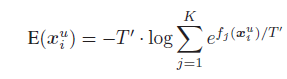 E(x_i^u) = −T′ · log ∑_{j=1}^{K} e^{f_j(x_i^u)/T′}